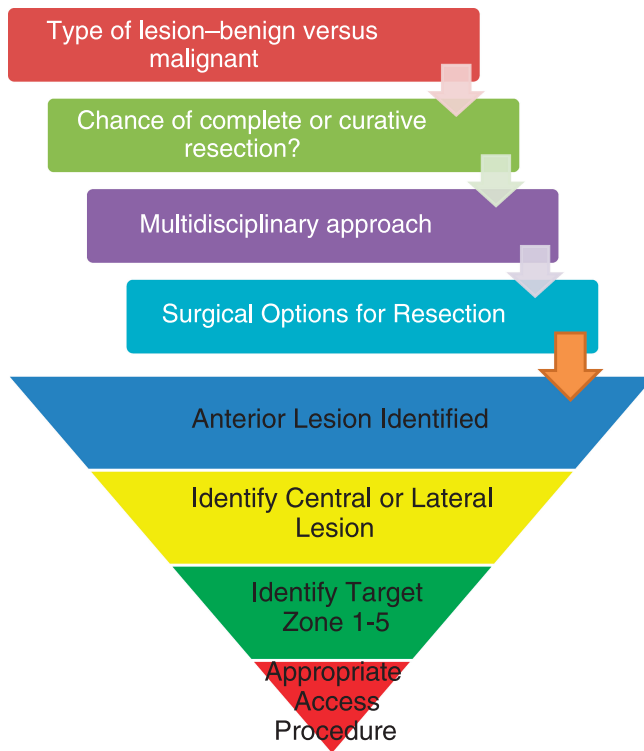 Type of lesion–benign versus
malignant
Chance of complete or curative
resection?
Multidisciplinary approach
Surgical Options for Resection
Anterior Lesion Identified
Identify Central or Lateral
Lesion
Identify Target
Zone 1-5
Appropriate
Access
Procedure